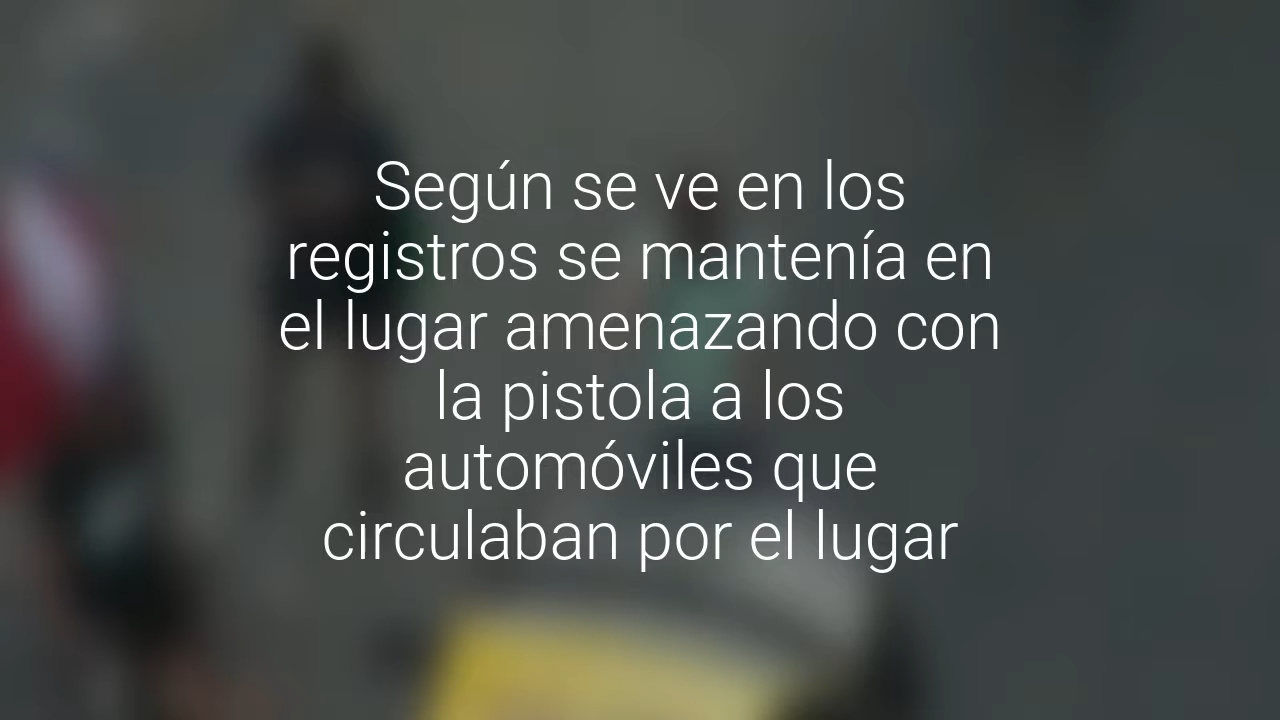 Según se ve en los
registros se mantenía en
el lugar amenazando con
la pistola a los
automóviles que
circulaban por el lugar